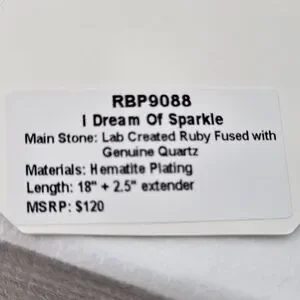 RBP9088
I Dream Of Sparkle
Main Stone: Lab Created Ruby Fused with
Genuine Quartz
Materials: Hematite Plating
Length: 18" + 2.5" extender
MSRP: $120